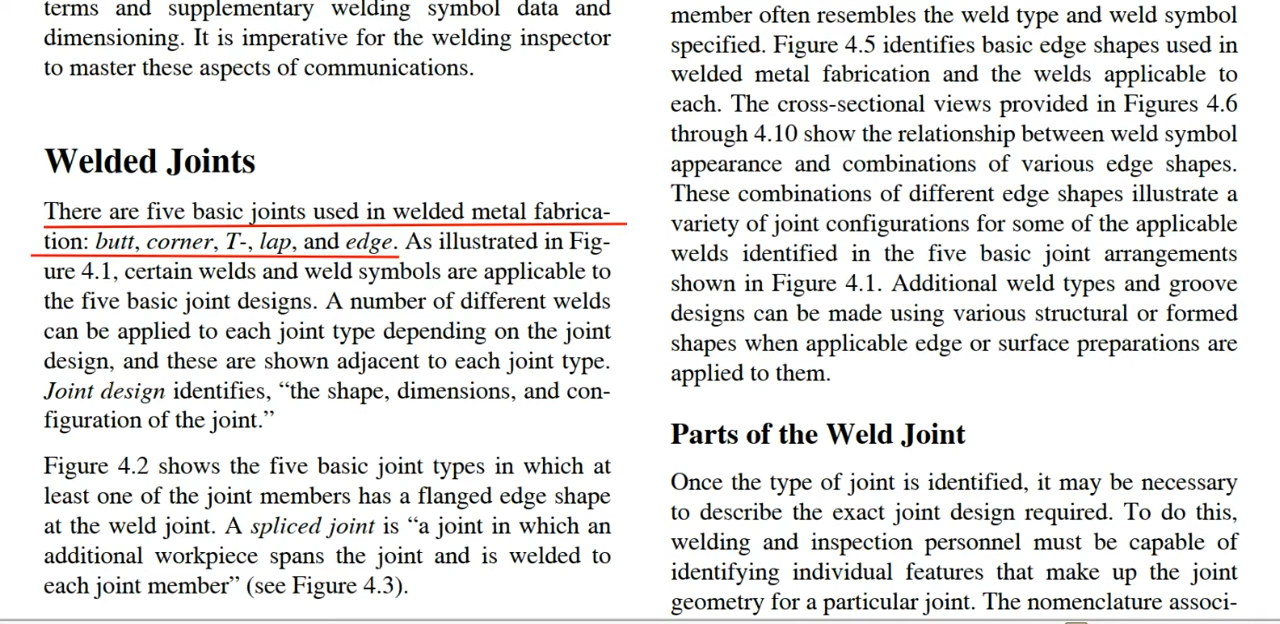 terms and supplementary welding symbol data and
dimensioning. It is imperative for the welding inspector
to master these aspects of communications.
Welded Joints
There are five basic joints used in welded metal fabrica-
tion: butt, corner, T-, lap, and edge. As illustrated in Fig-
ure 4.1, certain welds and weld symbols are applicable to
the five basic joint designs. A number of different welds
can be applied to each joint type depending on the joint
design, and these are shown adjacent to each joint type.
Joint design identifies, “the shape, dimensions, and con-
figuration of the joint.”
Figure 4.2 shows the five basic joint types in which at
least one of the joint members has a flanged edge shape
at the weld joint. A spliced joint is “a joint in which an
additional workpiece spans the joint and is welded to
each joint member” (see Figure 4.3).
member often resembles the weld type and weld symbol
specified. Figure 4.5 identifies basic edge shapes used in
welded metal fabrication and the welds applicable to
each. The cross-sectional views provided in Figures 4.6
through 4.10 show the relationship between weld symbol
appearance and combinations of various edge shapes.
These combinations of different edge shapes illustrate a
variety of joint configurations for some of the applicable
welds identified in the five basic joint arrangements
shown in Figure 4.1. Additional weld types and groove
designs can be made using various structural or formed
shapes when applicable edge or surface preparations are
applied to them.
Parts of the Weld Joint
Once the type of joint is identified, it may be necessary
to describe the exact joint design required. To do this,
welding and inspection personnel must be capable of
identifying individual features that make up the joint
geometry for a particular joint. The nomenclature associ-